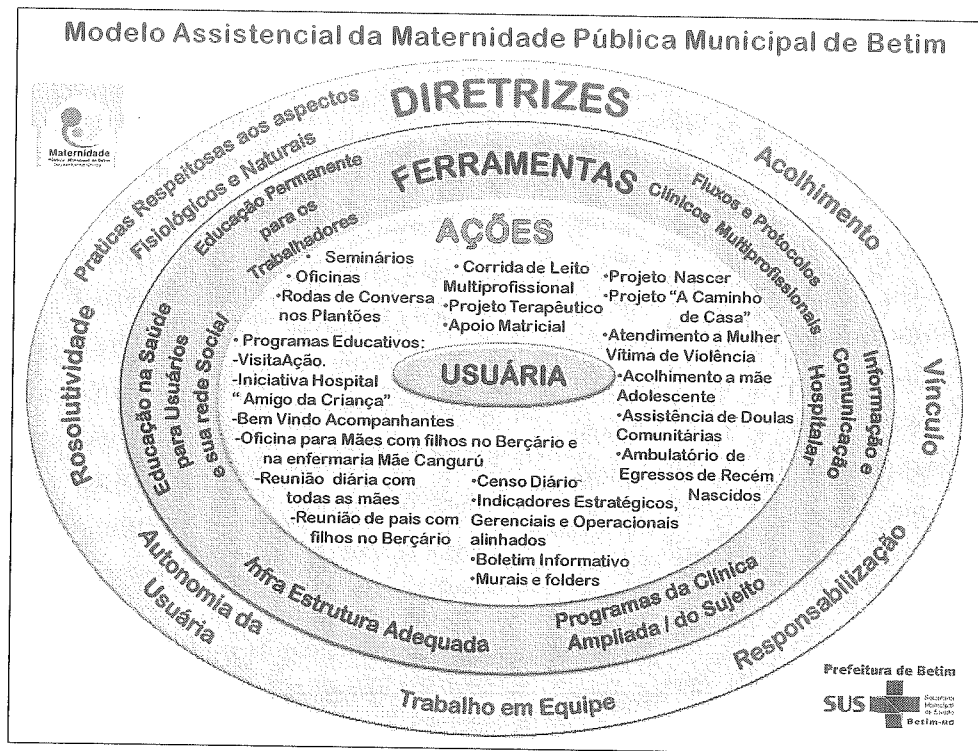 Modelo Assistencial da Maternidade Pública Municipal de Betim
Maternidade
DIRETRIZES
Praticas Respeitosas aos aspectos
Fisiológicos e Naturais
Acolhimento
Vínculo
Responsabilização
Trabalho em Equipe
Autonomia da
Usuária
Rosolutividade
FERRAMENTAS
Educação Permanente
para os
Trabalhadores
Fluxos e Protocolos
Clínicos Multiprofissionais
Informação e
Comunicação
Hospitalar
Programas da Clínica
Ampliada / do Sujeito
Infra Estrutura Adequada
Educação na Saúde
para Usuários
e sua rede Social
AÇÕES
• Seminários
•Oficinas
•Rodas de Conversa
nos Plantões
•Corrida de Leito
Multiprofissional
•Projeto Terapêutico
•Apoio Matricial
•Projeto Nascer
•Projeto "A Caminho
de Casa"
•Atendimento a Mulher
Vítima de Violência
•Acolhimento a mãe
Adolescente
•Assistência de Doulas
Comunitárias
•Ambulatório de
Egressos de Recém
Nascidos
USUÁRIA
• Programas Educativos:
-VisitaAção.
-Iniciativa Hospital
" Amigo da Criança"
-Bem Vindo Acompanhantes
-Oficina para Mães com filhos no Berçário e
na enfermaria Mãe Cangurú
-Reunião diária com
todas as mães
-Reunião de pais com
filhos no Berçário
•Censo Diário
•Indicadores Estratégicos,
Gerenciais e Operacionais
alinhados
•Boletim Informativo
•Murais e folders
Prefeitura de Betim
SUS
Secretaria
Municipal
de Saúde
Betim-MG